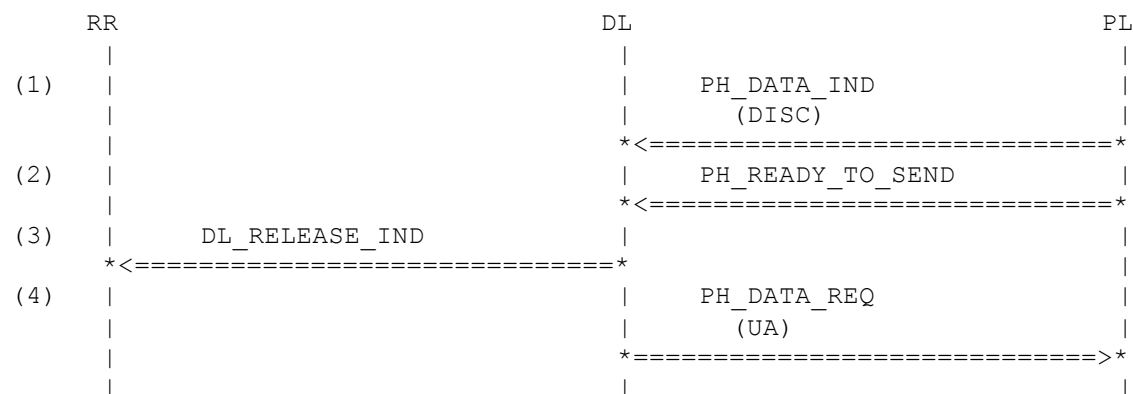 RR DL PL
| | |
(1) | | PH_DATA_IND |
| | (DISC) |
| *<=============================*
(2) | | PH_READY_TO_SEND |
| *<=============================*
(3) | DL_RELEASE_IND | |
*<==============================* |
(4) | | PH_DATA_REQ |
| | (UA) |
| *=============================>*
| | |